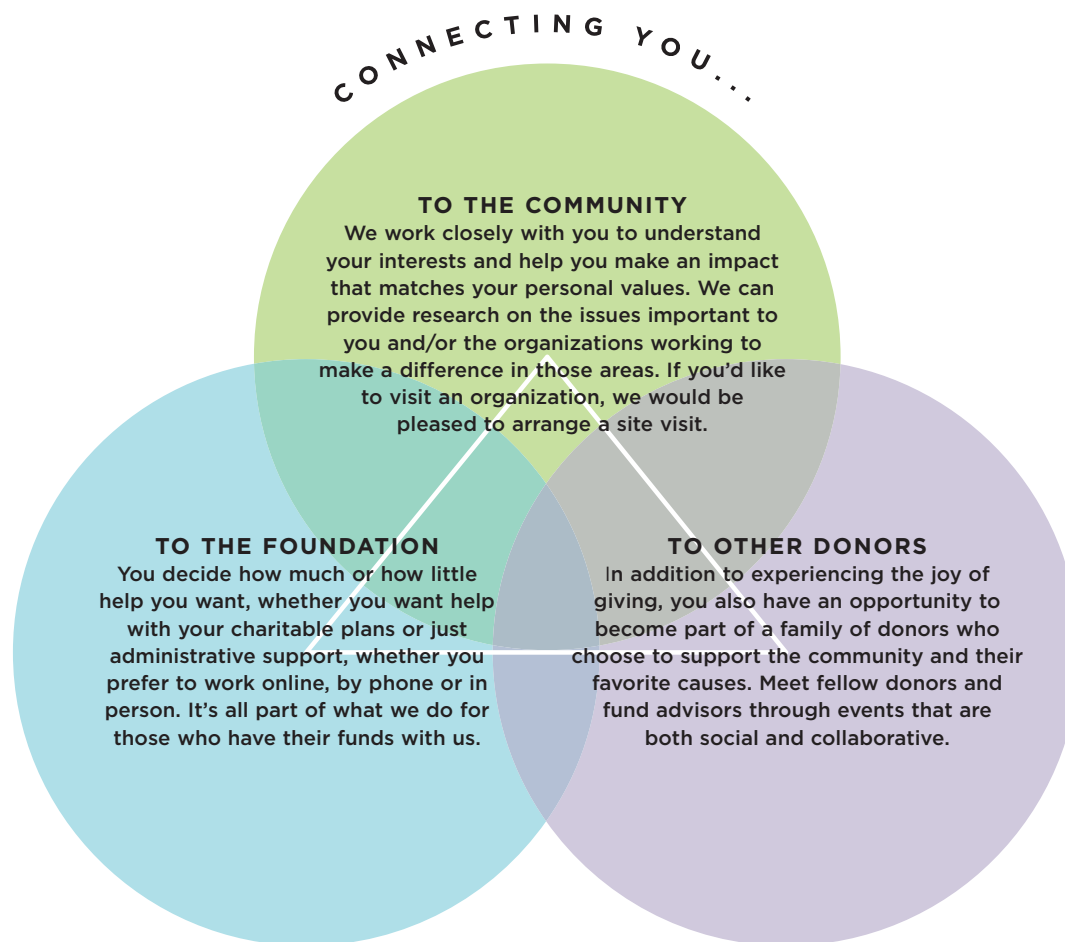 CONNECTING YOU...
TO THE COMMUNITY
We work closely with you to understand
your interests and help you make an impact
that matches your personal values. We can
provide research on the issues important to
you and/or the organizations working to
make a difference in those areas. If you’d like
to visit an organization, we would be
pleased to arrange a site visit.
TO THE FOUNDATION
You decide how much or how little
help you want, whether you want help
with your charitable plans or just
administrative support, whether you
prefer to work online, by phone or in
person. It’s all part of what we do for
those who have their funds with us.
TO OTHER DONORS
In addition to experiencing the joy of
giving, you also have an opportunity to
become part of a family of donors who
choose to support the community and their
favorite causes. Meet fellow donors and
fund advisors through events that are
both social and collaborative.